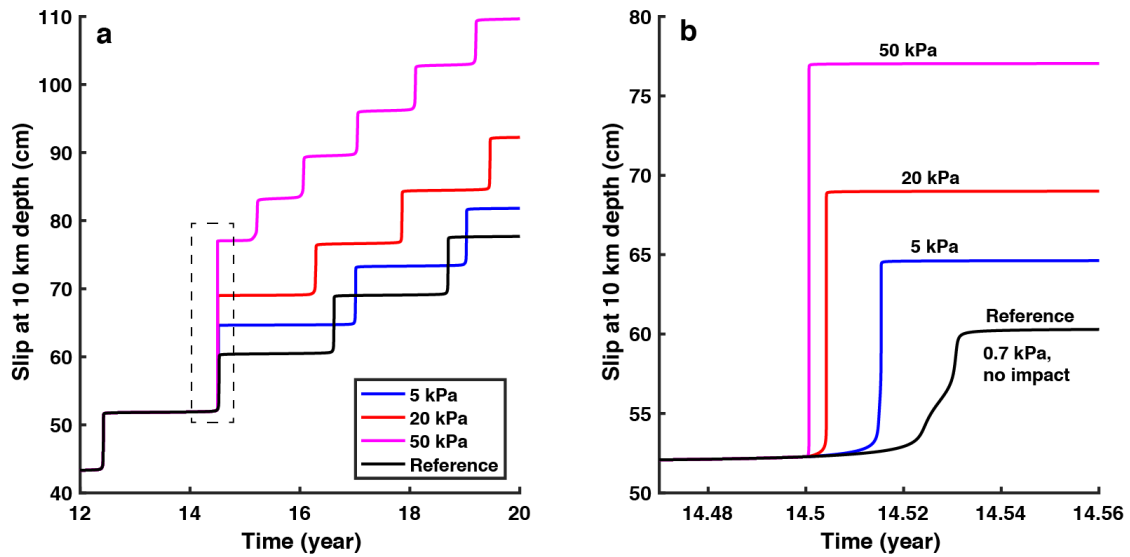 a
Slip at 10 km depth (cm)
110
100
90
80
70
60
50
40
12
14
16
18
20
Time (year)
5 kPa
20 kPa
50 kPa
Reference
b
Slip at 10 km depth (cm)
80
75
70
65
60
55
50
14.48
14.5
14.52
14.54
14.56
Time (year)
50 kPa
20 kPa
5 kPa
Reference
0.7 kPa,
no impact